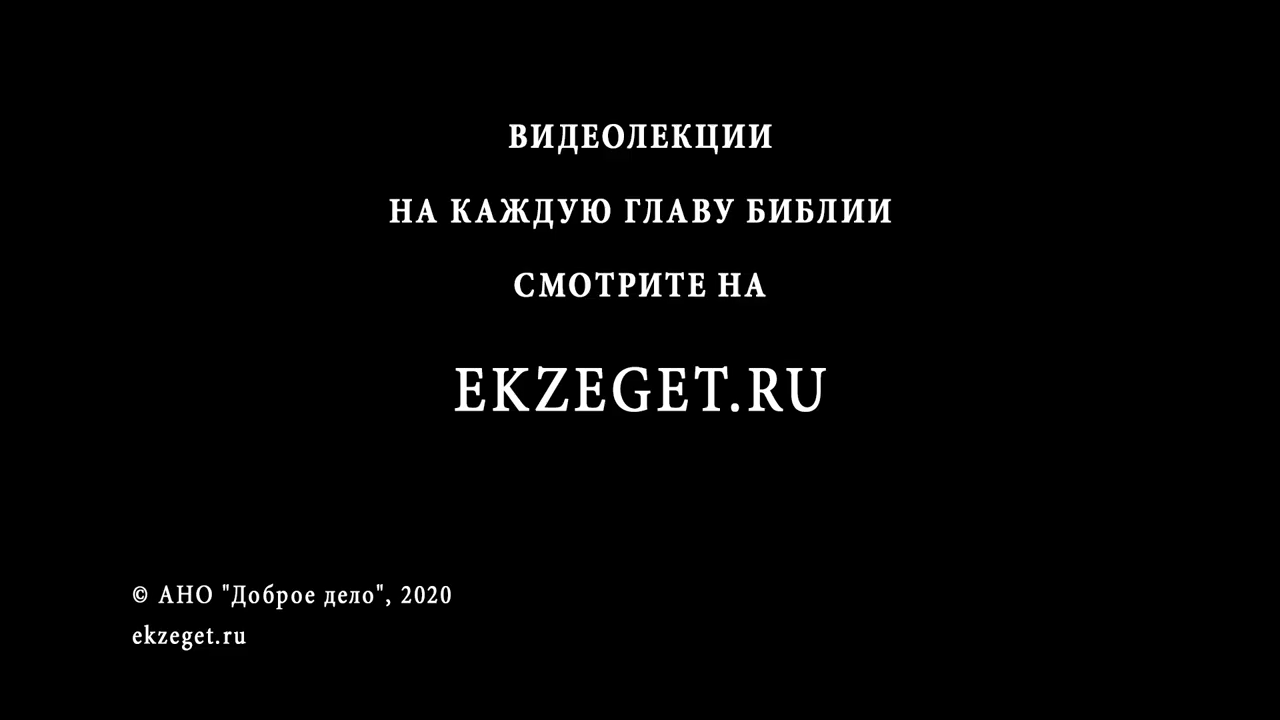 ВИДЕОЛЕКЦИИ
НА КАЖДУЮ ГЛАВУ БИБЛИИ
СМОТРИТЕ НА
EKZEGET.RU
© АНО "Доброе дело", 2020
ekzeget.ru